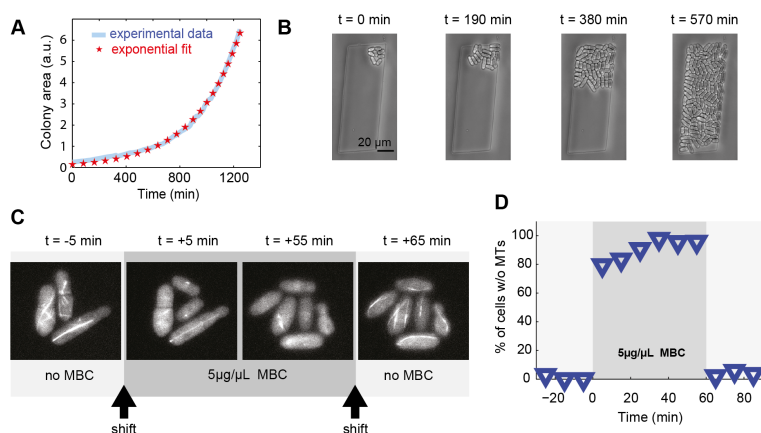 A
experimental data
exponential fit
Colony area (a.u.)
6
5
4
3
2
1
0
0 400 800 1200
Time (min)
B
t = 0 min t = 190 min t = 380 min t = 570 min
20 µm
C
t = -5 min t = +5 min t = +55 min t = +65 min
no MBC 5µg/µL MBC no MBC
shift shift
D
% of cells w/o MTs
100
80
60
40
20
0
5µg/µL MBC
−20 0 20 40 60 80
Time (min)